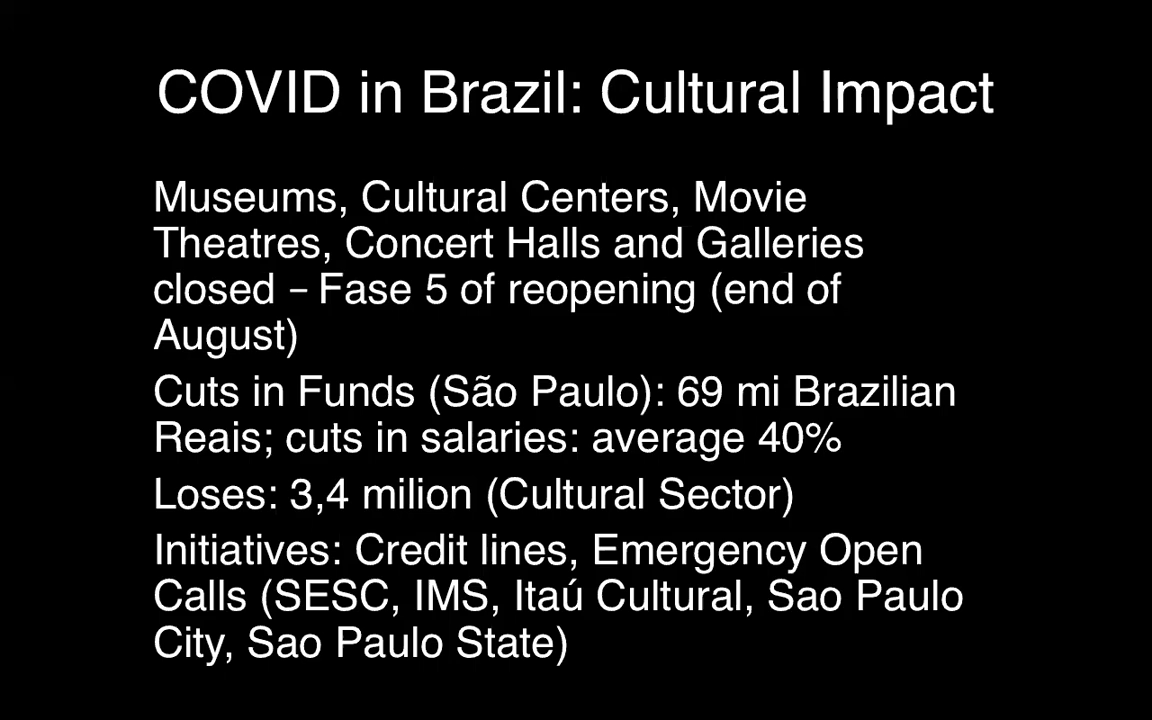 COVID in Brazil: Cultural Impact
Museums, Cultural Centers, Movie
Theatres, Concert Halls and Galleries
closed – Fase 5 of reopening (end of
August)
Cuts in Funds (São Paulo): 69 mi Brazilian
Reais; cuts in salaries: average 40%
Loses: 3,4 milion (Cultural Sector)
Initiatives: Credit lines, Emergency Open
Calls (SESC, IMS, Itaú Cultural, Sao Paulo
City, Sao Paulo State)